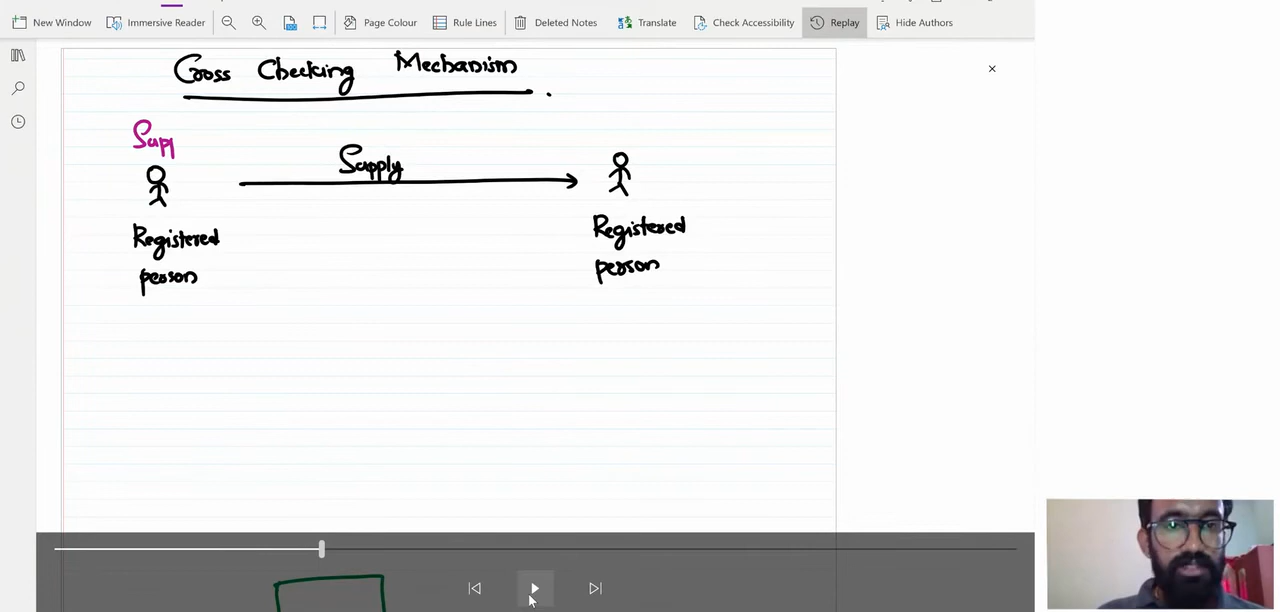 New Window Immersive Reader Page Colour Rule Lines Deleted Notes Translate Check Accessibility Replay Hide Authors
Cross Checking Mechanism.
Supp
Supply
Registered Registered
person person